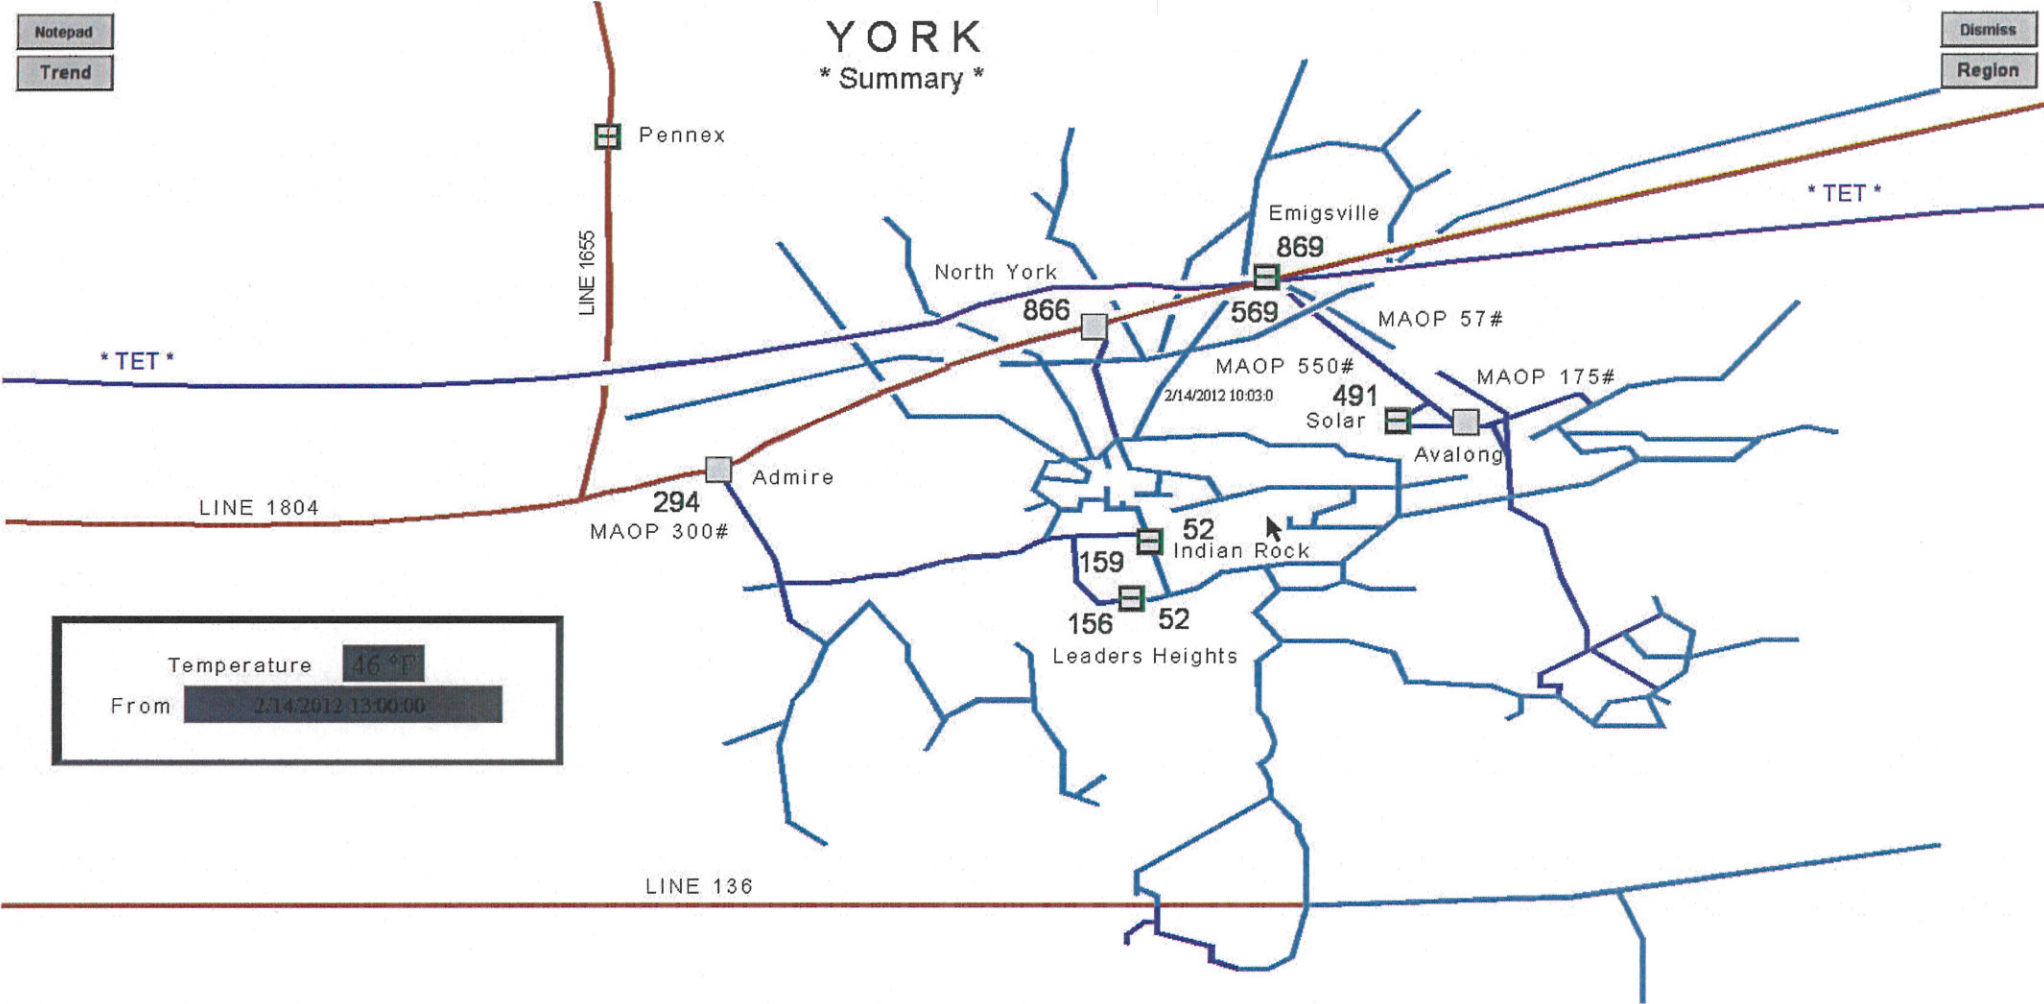 Notepad
Trend
YORK
* Summary *
Dismiss
Region
Pennex
LINE 1655
* TET *
Emigsville
869
North York
866
569
MAOP 57#
* TET *
MAOP 550#
MAOP 175#
491
2/14/2012 10:03:0
Solar
Avalong
Admire
294
LINE 1804
MAOP 300#
52
159
Indian Rock
156
52
Leaders Heights
Temperature 46 °F
From 2/14/2012 13:00:00
LINE 136